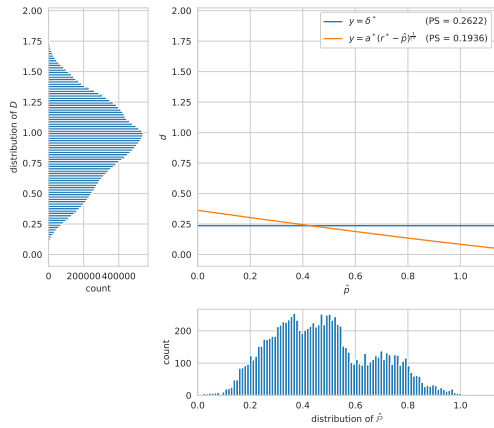 2.00
1.75
1.50
1.25
1.00
0.75
0.50
0.25
0.00
distribution of D
0 200000 400000
count
2.00
1.75
1.50
1.25
1.00
0.75
0.50
0.25
0.00
d
y = δ* (PS = 0.2622)
y = a*(r* − p̂)^(1/c*) (PS = 0.1936)
0.0 0.2 0.4 0.6 0.8 1.0
p̂
200
100
0
count
0.0 0.2 0.4 0.6 0.8 1.0
distribution of P̂